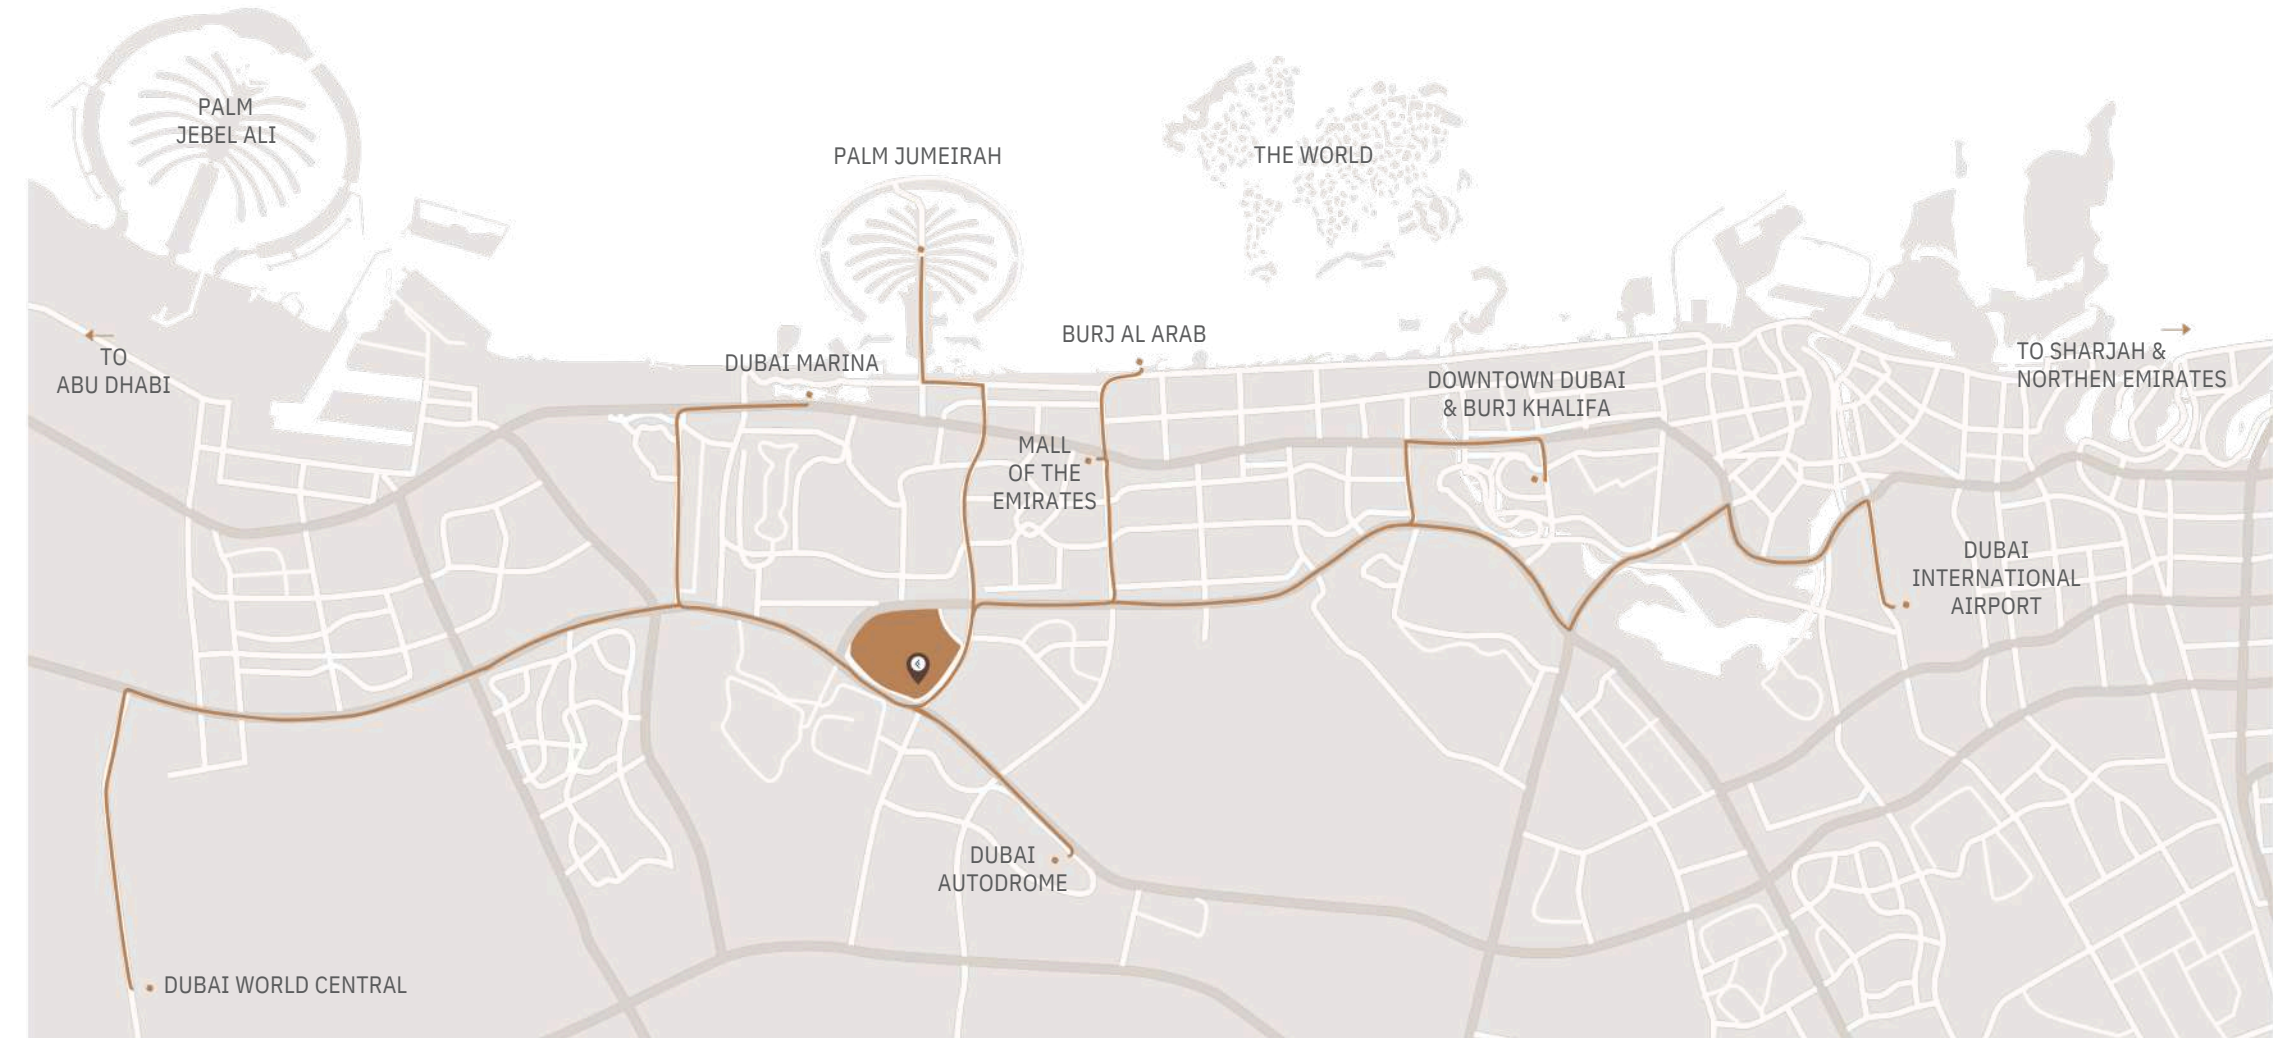 PALM
JEBEL ALI
PALM JUMEIRAH
THE WORLD
TO
ABU DHABI
DUBAI MARINA
BURJ AL ARAB
DOWNTOWN DUBAI
& BURJ KHALIFA
TO SHARJAH &
NORTHEN EMIRATES
MALL
OF THE
EMIRATES
DUBAI
INTERNATIONAL
AIRPORT
DUBAI
AUTODROME
DUBAI WORLD CENTRAL